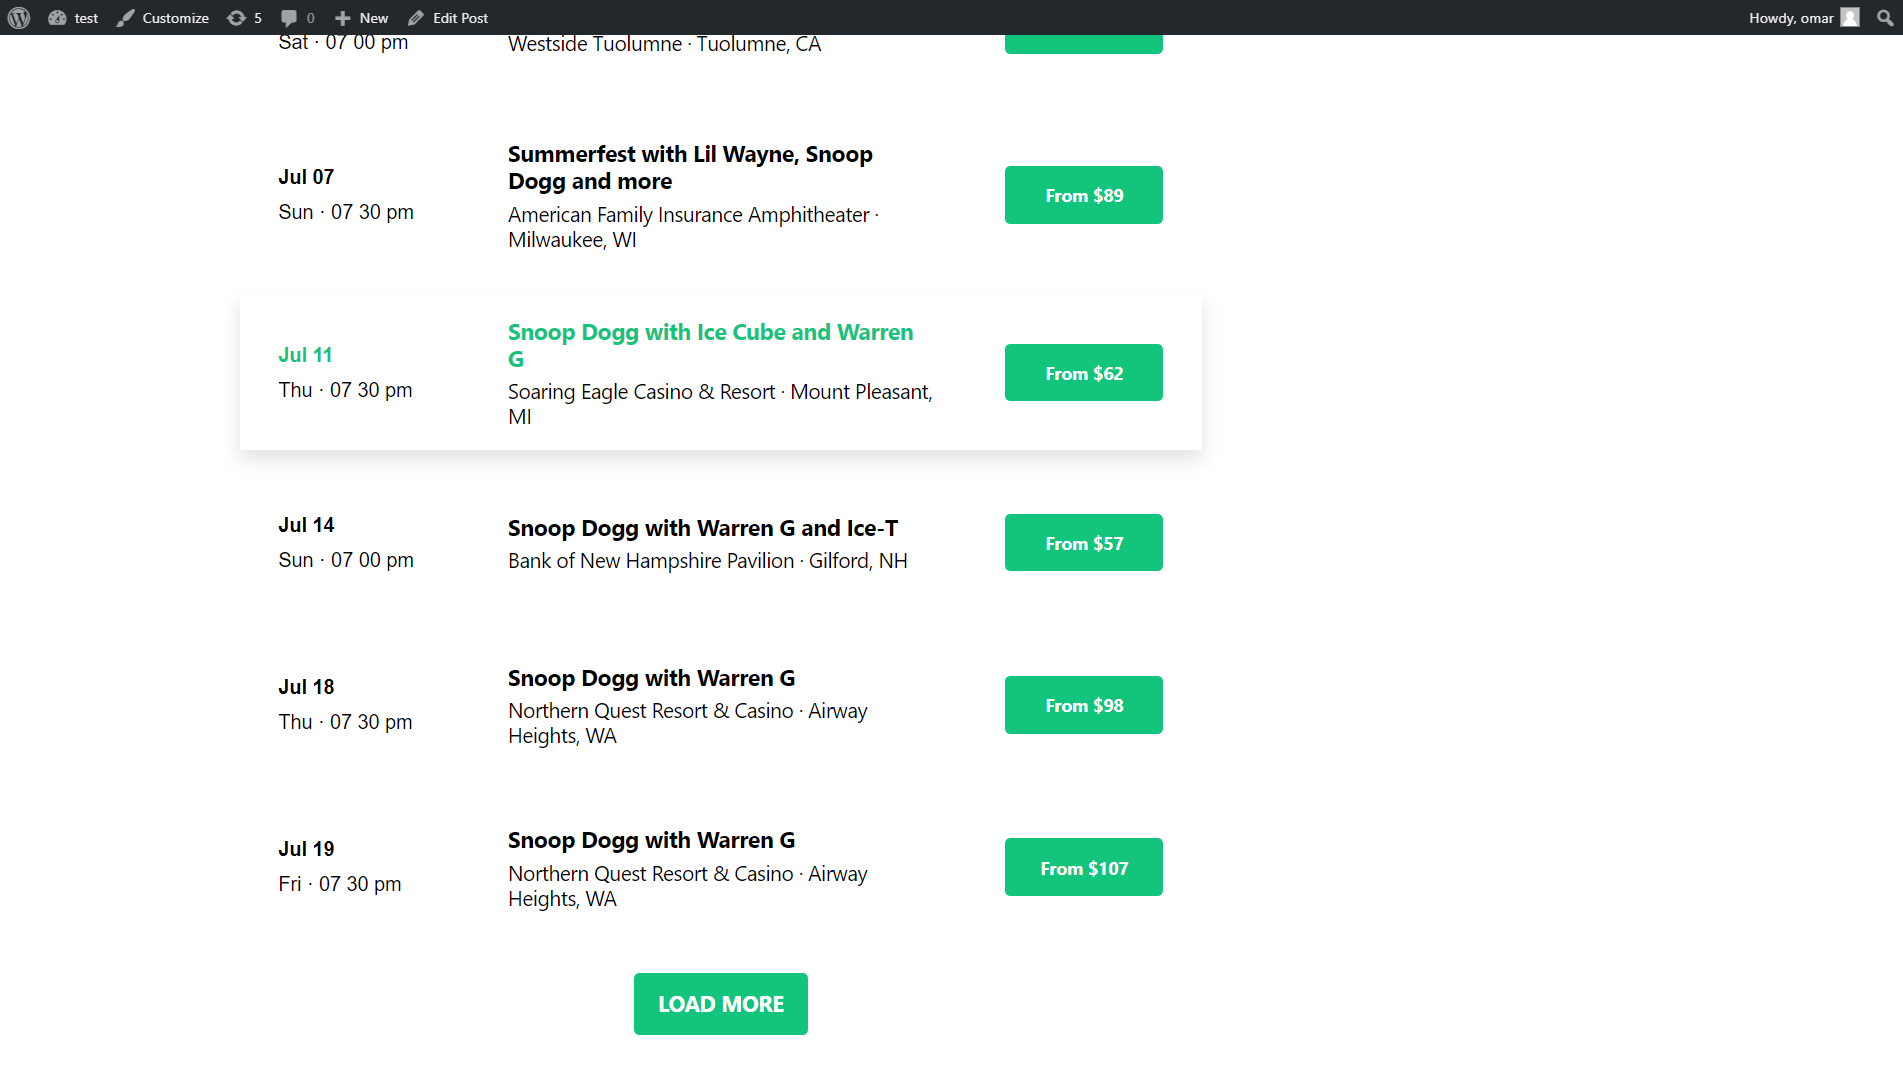 test Customize 5 0 New Edit Post Howdy, omar
Sat · 07 00 pm
Westside Tuolumne · Tuolumne, CA
Jul 07
Sun · 07 30 pm
Summerfest with Lil Wayne, Snoop
Dogg and more
American Family Insurance Amphitheater ·
Milwaukee, WI
From $89
Jul 11
Thu · 07 30 pm
Snoop Dogg with Ice Cube and Warren
G
Soaring Eagle Casino & Resort · Mount Pleasant,
MI
From $62
Jul 14
Sun · 07 00 pm
Snoop Dogg with Warren G and Ice-T
Bank of New Hampshire Pavilion · Gilford, NH
From $57
Jul 18
Thu · 07 30 pm
Snoop Dogg with Warren G
Northern Quest Resort & Casino · Airway
Heights, WA
From $98
Jul 19
Fri · 07 30 pm
Snoop Dogg with Warren G
Northern Quest Resort & Casino · Airway
Heights, WA
From $107
LOAD MORE